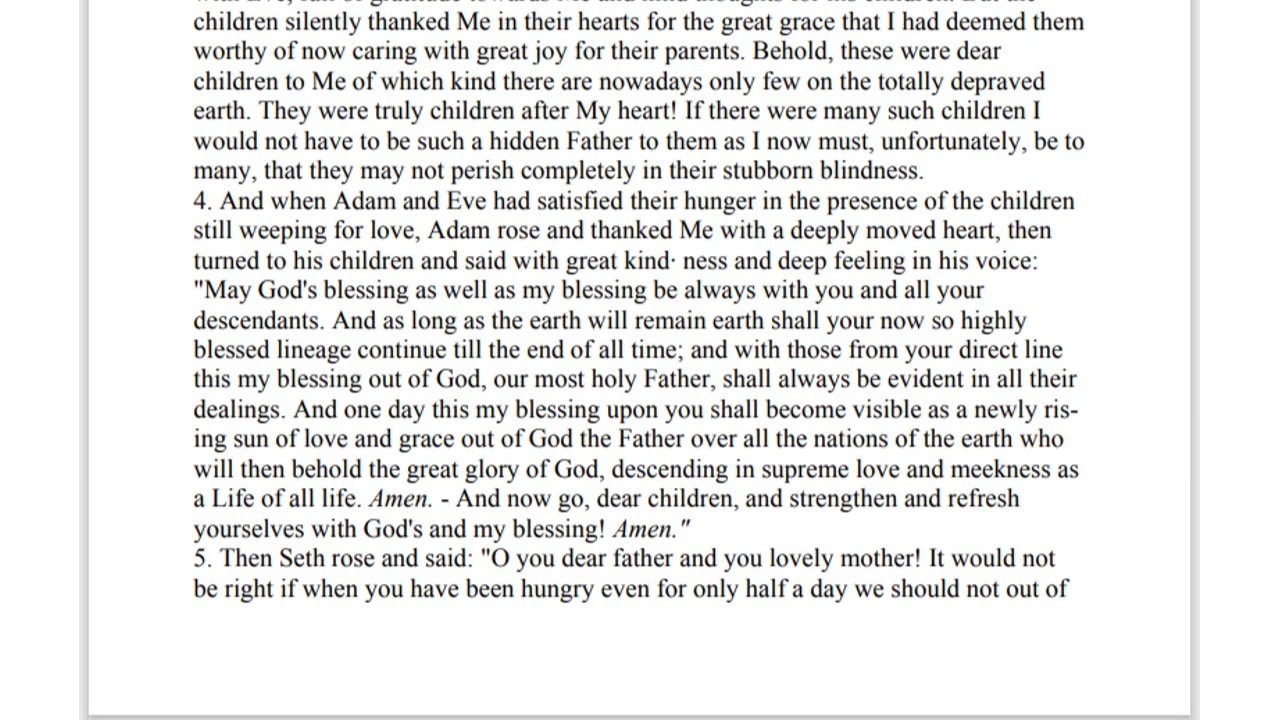 children silently thanked Me in their hearts for the great grace that I had deemed them
worthy of now caring with great joy for their parents. Behold, these were dear
children to Me of which kind there are nowadays only few on the totally depraved
earth. They were truly children after My heart! If there were many such children I
would not have to be such a hidden Father to them as I now must, unfortunately, be to
many, that they may not perish completely in their stubborn blindness.
4. And when Adam and Eve had satisfied their hunger in the presence of the children
still weeping for love, Adam rose and thanked Me with a deeply moved heart, then
turned to his children and said with great kind· ness and deep feeling in his voice:
"May God's blessing as well as my blessing be always with you and all your
descendants. And as long as the earth will remain earth shall your now so highly
blessed lineage continue till the end of all time; and with those from your direct line
this my blessing out of God, our most holy Father, shall always be evident in all their
dealings. And one day this my blessing upon you shall become visible as a newly ris-
ing sun of love and grace out of God the Father over all the nations of the earth who
will then behold the great glory of God, descending in supreme love and meekness as
a Life of all life. Amen. - And now go, dear children, and strengthen and refresh
yourselves with God's and my blessing! Amen."
5. Then Seth rose and said: "O you dear father and you lovely mother! It would not
be right if when you have been hungry even for only half a day we should not out of